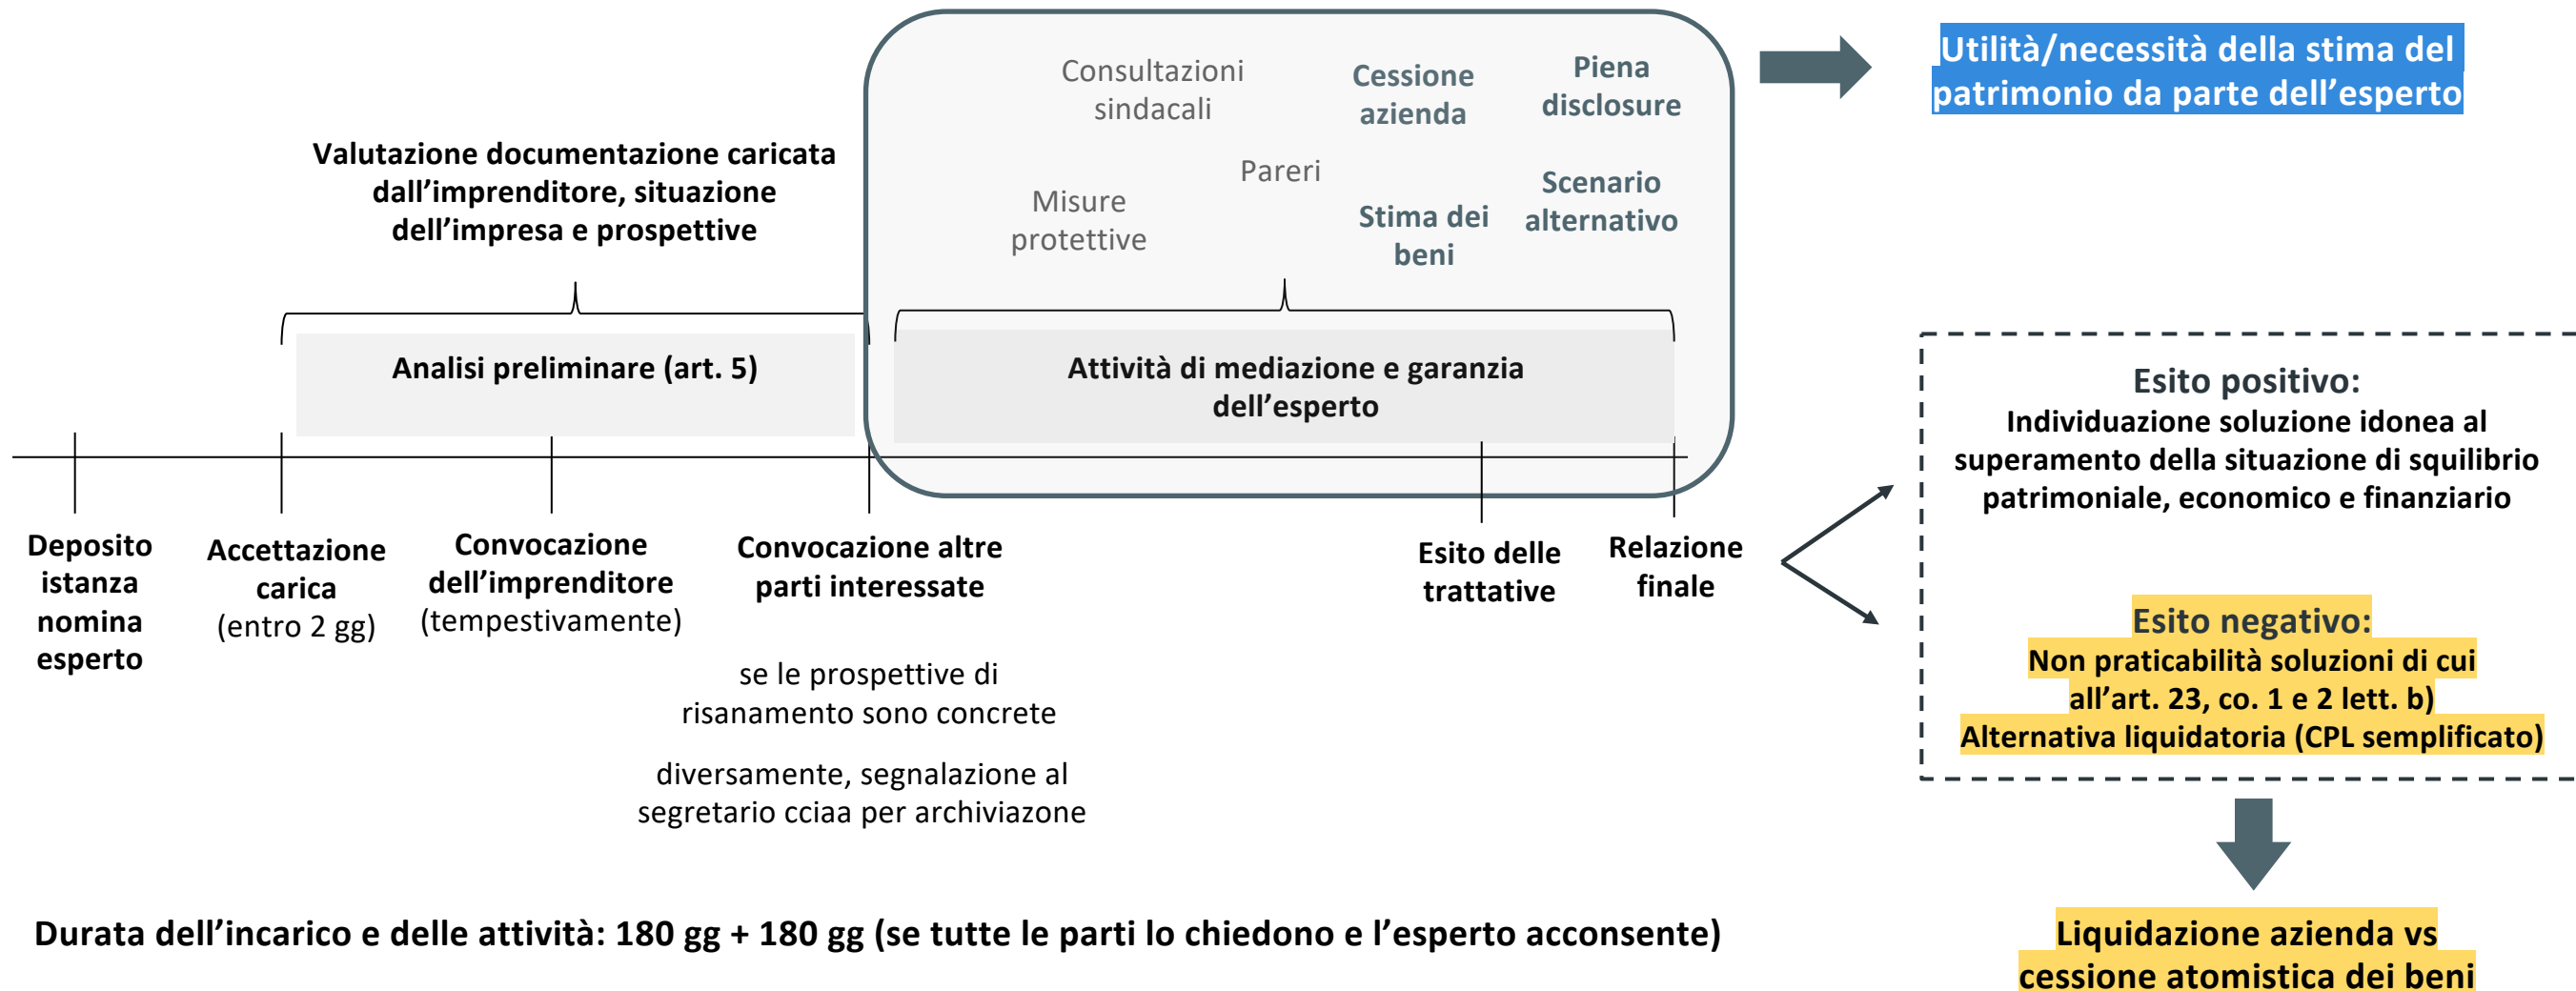 Consultazioni
sindacali
Cessione
azienda
Piena
disclosure
Utilità/necessità della stima del
patrimonio da parte dell’esperto
Valutazione documentazione caricata
dall’imprenditore, situazione
dell’impresa e prospettive
Pareri
Misure
protettive
Stima dei
beni
Scenario
alternativo
Analisi preliminare (art. 5)
Attività di mediazione e garanzia
dell’esperto
Deposito
istanza
nomina
esperto
Accettazione
carica
(entro 2 gg)
Convocazione
dell’imprenditore
(tempestivamente)
Convocazione altre
parti interessate
se le prospettive di
risanamento sono concrete
diversamente, segnalazione al
segretario cciaa per archiviazone
Esito delle
trattative
Relazione
finale
Esito positivo:
Individuazione soluzione idonea al
superamento della situazione di squilibrio
patrimoniale, economico e finanziario
Esito negativo:
Non praticabilità soluzioni di cui
all’art. 23, co. 1 e 2 lett. b)
Alternativa liquidatoria (CPL semplificato)
Durata dell’incarico e delle attività: 180 gg + 180 gg (se tutte le parti lo chiedono e l’esperto acconsente)
Liquidazione azienda vs
cessione atomistica dei beni